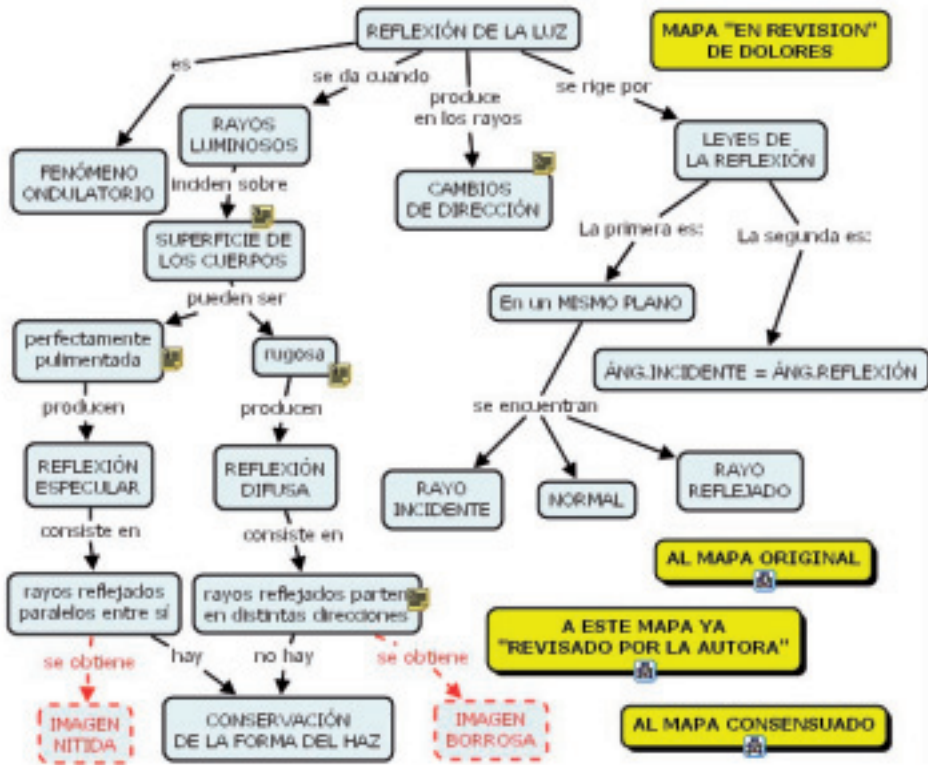 REFLEXIÓN DE LA LUZ
MAPA "EN REVISION"
DE DOLORES
es
se da cuando
produce
en los rayos
se rige por
RAYOS
LUMINOSOS
LEYES DE
LA REFLEXIÓN
FENÓMENO
ONDULATORIO
inciden sobre
CAMBIOS
DE DIRECCIÓN
SUPERFICIE DE
LOS CUERPOS
La primera es:
La segunda es:
pueden ser
En un MISMO PLANO
perfectamente
pulimentada
rugosa
ÁNG.INCIDENTE = ÁNG.REFLEXIÓN
producen
producen
se encuentran
REFLEXIÓN
ESPECULAR
REFLEXIÓN
DIFUSA
RAYO
INCIDENTE
NORMAL
RAYO
REFLEJADO
consiste en
consiste en
AL MAPA ORIGINAL
rayos reflejados
paralelos entre sí
rayos reflejados parten
en distintas direcciones
A ESTE MAPA YA
"REVISADO POR LA AUTORA"
se obtiene
hay
no hay
se obtiene
IMAGEN
NITIDA
CONSERVACIÓN
DE LA FORMA DEL HAZ
IMAGEN
BORROSA
AL MAPA CONSENSUADO